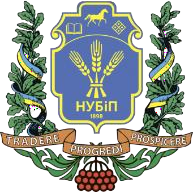 НУБІП
1898
TRADERE
PROGREDI
PROSPICERE